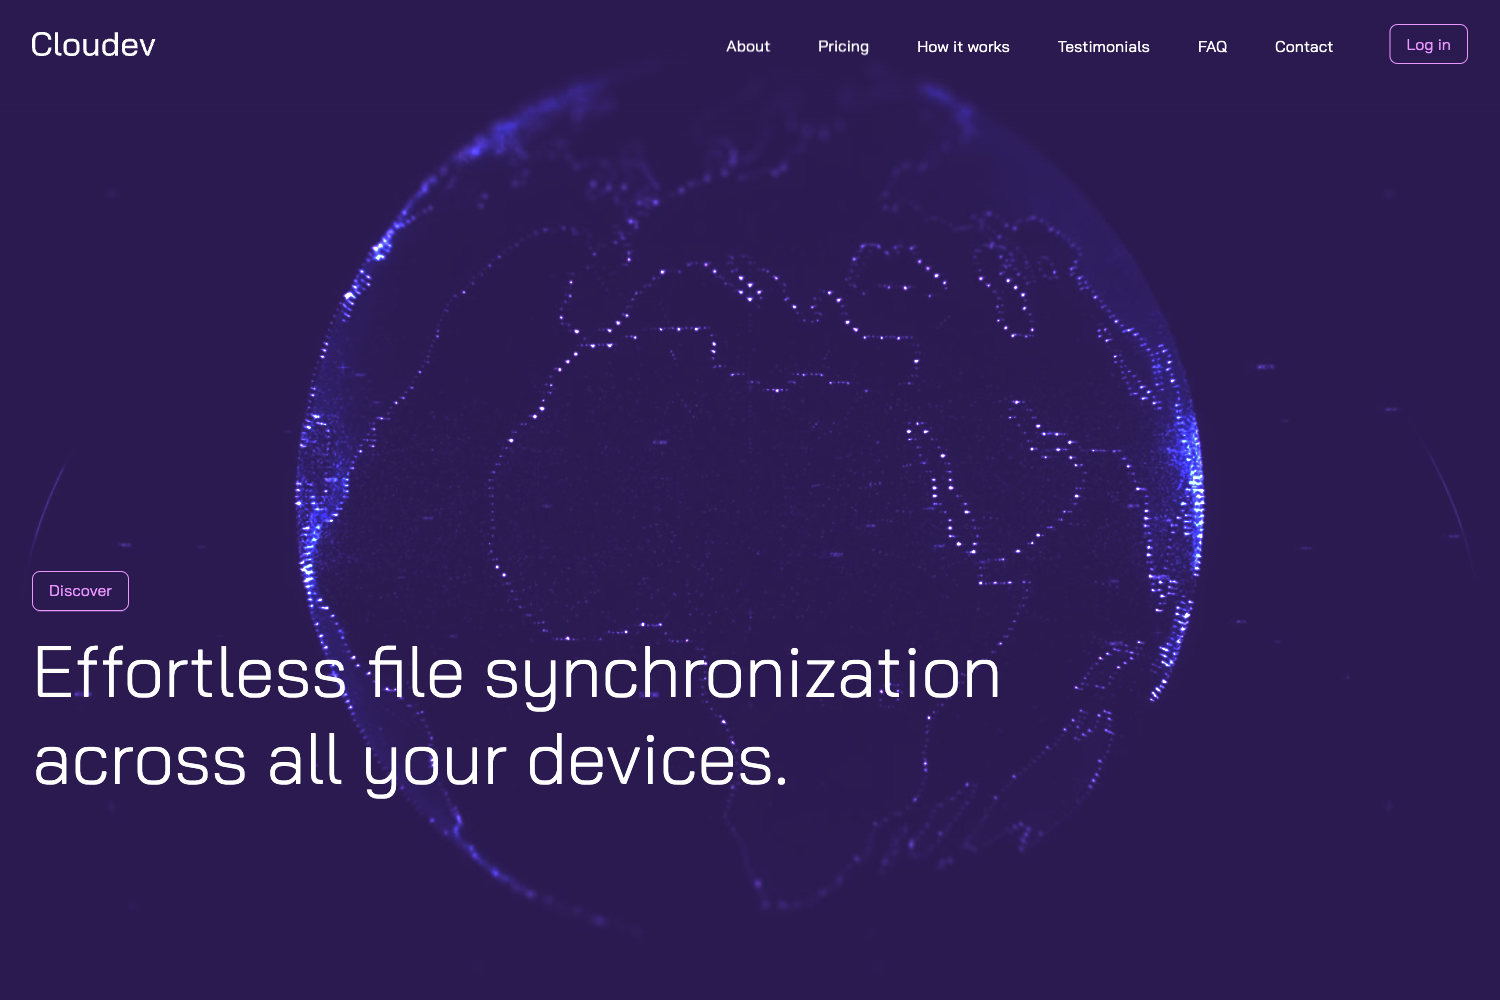 Cloudev
About Pricing How it works Testimonials FAQ Contact Log in
Discover
Effortless file synchronization
across all your devices.